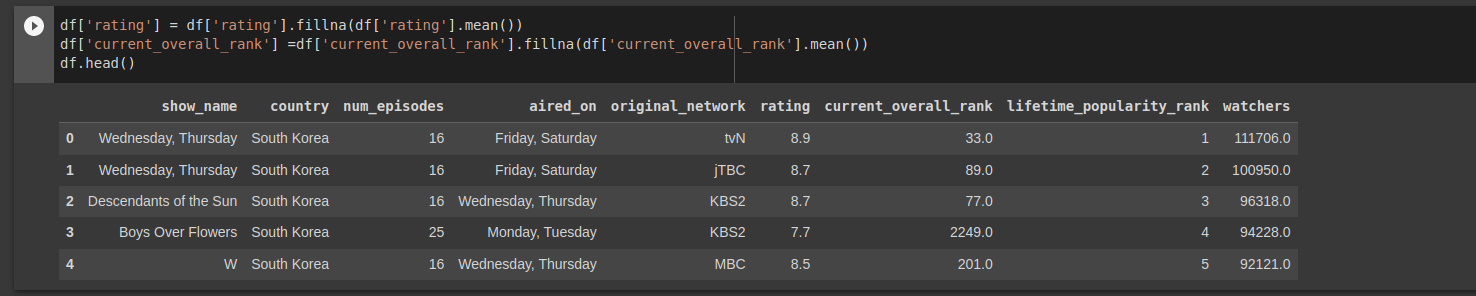 df['rating'] = df['rating'].fillna(df['rating'].mean())
df['current_overall_rank'] =df['current_overall_rank'].fillna(df['current_overall_rank'].mean())
df.head()
show_name country num_episodes aired_on original_network rating current_overall_rank lifetime_popularity_rank watchers
0 Wednesday, Thursday South Korea 16 Friday, Saturday tvN 8.9 33.0 1 111706.0
1 Wednesday, Thursday South Korea 16 Friday, Saturday jTBC 8.7 89.0 2 100950.0
2 Descendants of the Sun South Korea 16 Wednesday, Thursday KBS2 8.7 77.0 3 96318.0
3 Boys Over Flowers South Korea 25 Monday, Tuesday KBS2 7.7 2249.0 4 94228.0
4 W South Korea 16 Wednesday, Thursday MBC 8.5 201.0 5 92121.0